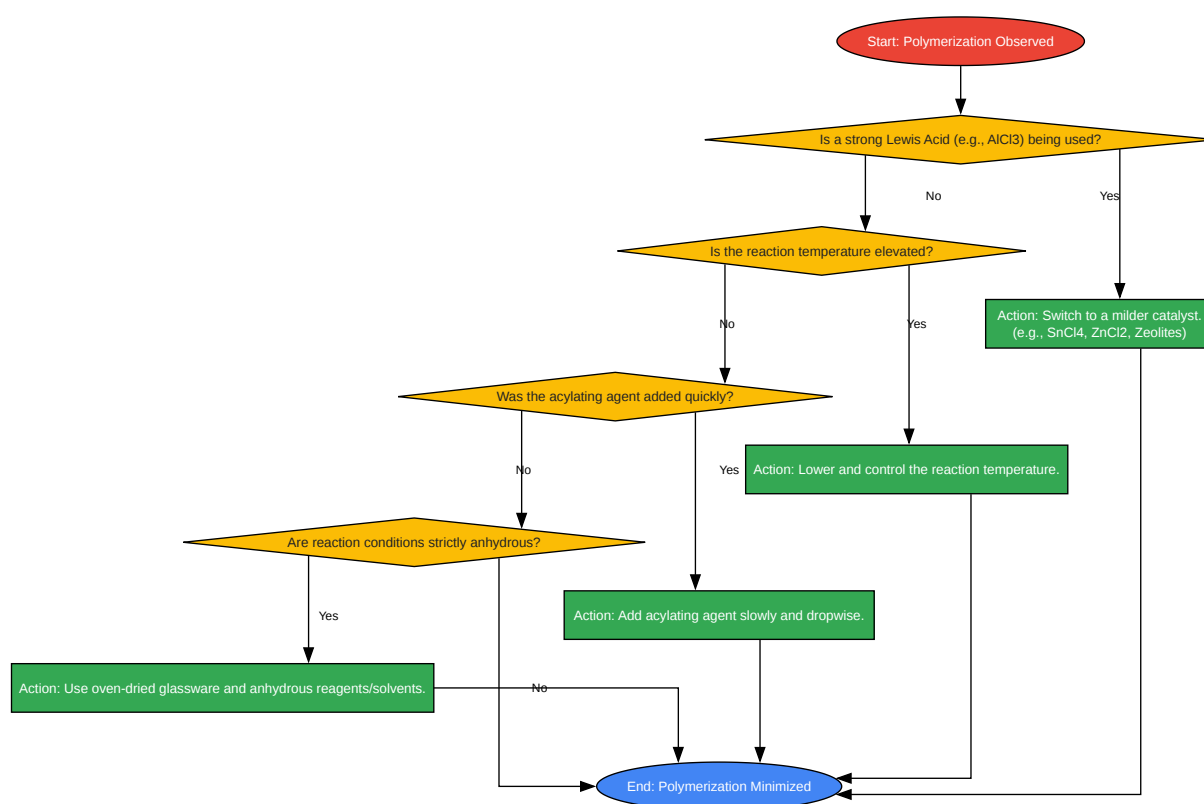 Start: Polymerization Observed
Is a strong Lewis Acid (e.g., AlCl3) being used?
No
Yes
Is the reaction temperature elevated?
Action: Switch to a milder catalyst.
(e.g., SnCl4, ZnCl2, Zeolites)
No
Yes
Was the acylating agent added quickly?
No
Yes
Action: Lower and control the reaction temperature.
Are reaction conditions strictly anhydrous?
Yes
Action: Add acylating agent slowly and dropwise.
Action: Use oven-dried glassware and anhydrous reagents/solvents.
No
End: Polymerization Minimized